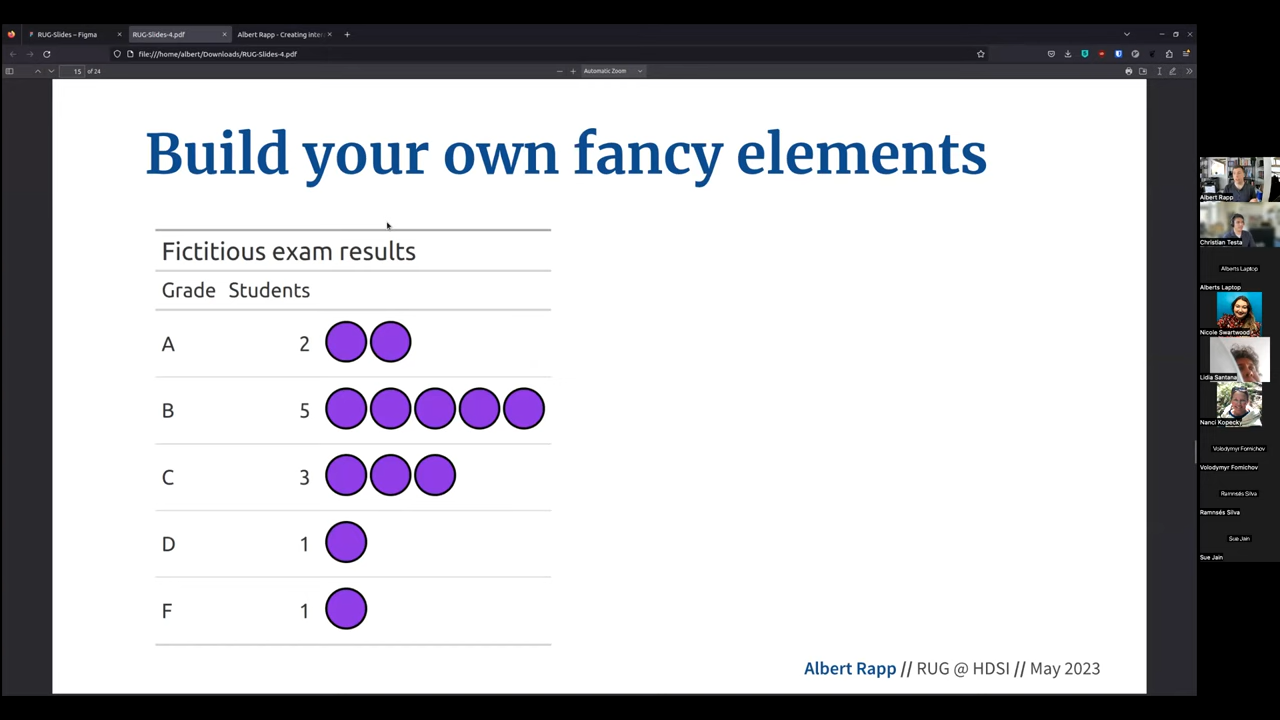 RUG-Slides – Figma
RUG-Slides-4.pdf
Albert Rapp - Creating inter
file:///home/albert/Downloads/RUG-Slides-4.pdf
15 of 24
Automatic Zoom
Build your own fancy elements
Fictitious exam results
Grade Students
A 2
B 5
C 3
D 1
F 1
Albert Rapp // RUG @ HDSI // May 2023
Albert Rapp
Christian Testa
Alberts Laptop
Alberts Laptop
Nicole Swartwood
Lidia Santana
Nanci Kopecky
Volodymyr Fomichov
Volodymyr Fomichov
Ramnsés Silva
Ramnsés Silva
Sue Jain
Sue Jain